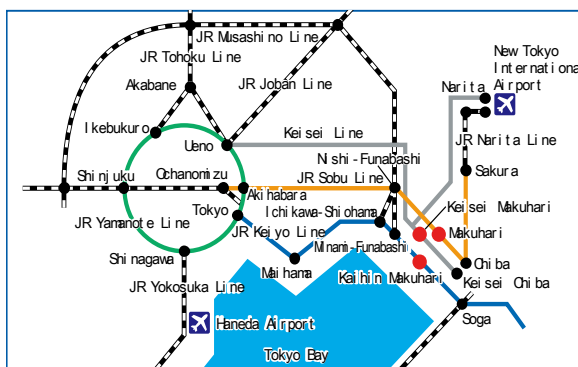 JR Musashino Line
JR Tohoku Line
JR Joban Line
Akabane
New Tokyo
International
Airport
Narita
Ikebukuro
Ueno
Keisei Line
JR Narita Line
Nishi-Funabashi
Shinjuku
Ochanomizu
JR Sobu Line
Sakura
Akihabara
Tokyo
Ichikawa-Shiohama
Keisei Makuhari
JR Yamanote Line
JR Keiyo Line
Makuhari
Minami-Funabashi
Shinagawa
Maihama
Kaihin
Makuhari
Chiba
Keisei Chiba
JR Yokosuka Line
Soga
Haneda Airport
Tokyo Bay